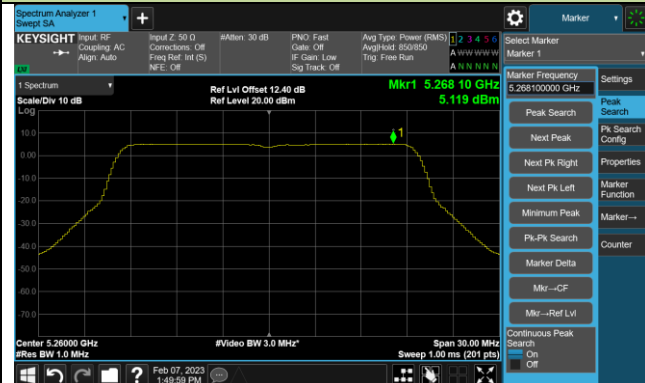 Spectrum Analyzer 1
Swept SA
+
Marker
KEYSIGHT Input: RF
Coupling: AC
Align: Auto
Input Z: 50 Ω
Corrections: Off
Freq Ref: Int (S)
NFE: Off
#Atten: 30 dB
PNO: Fast
Gate: Off
IF Gain: Low
Sig Track: Off
Avg Type: Power (RMS)
Avg|Hold: 850/850
Trig: Free Run
1 2 3 4 5 6
A W W W W W
A N N N N N
LXI
Select Marker
Marker 1
1 Spectrum
Scale/Div 10 dB
Log
Ref Lvl Offset 12.40 dB
Ref Level 20.00 dBm
Mkr1 5.268 10 GHz
5.119 dBm
10.0
0.00
-10.0
-20.0
-30.0
-40.0
-50.0
-60.0
-70.0
1
Center 5.26000 GHz
#Res BW 1.0 MHz
#Video BW 3.0 MHz*
Span 30.00 MHz
Sweep 1.00 ms (201 pts)
Marker Frequency
5.268100000 GHz
Peak Search
Next Peak
Next Pk Right
Next Pk Left
Minimum Peak
Pk-Pk Search
Marker Delta
Mkr→CF
Mkr→Ref Lvl
Continuous Peak
Search
On
Off
Settings
Peak
Search
Pk Search
Config
Properties
Marker
Function
Marker→
Counter
?
Feb 07, 2023
1:49:59 PM